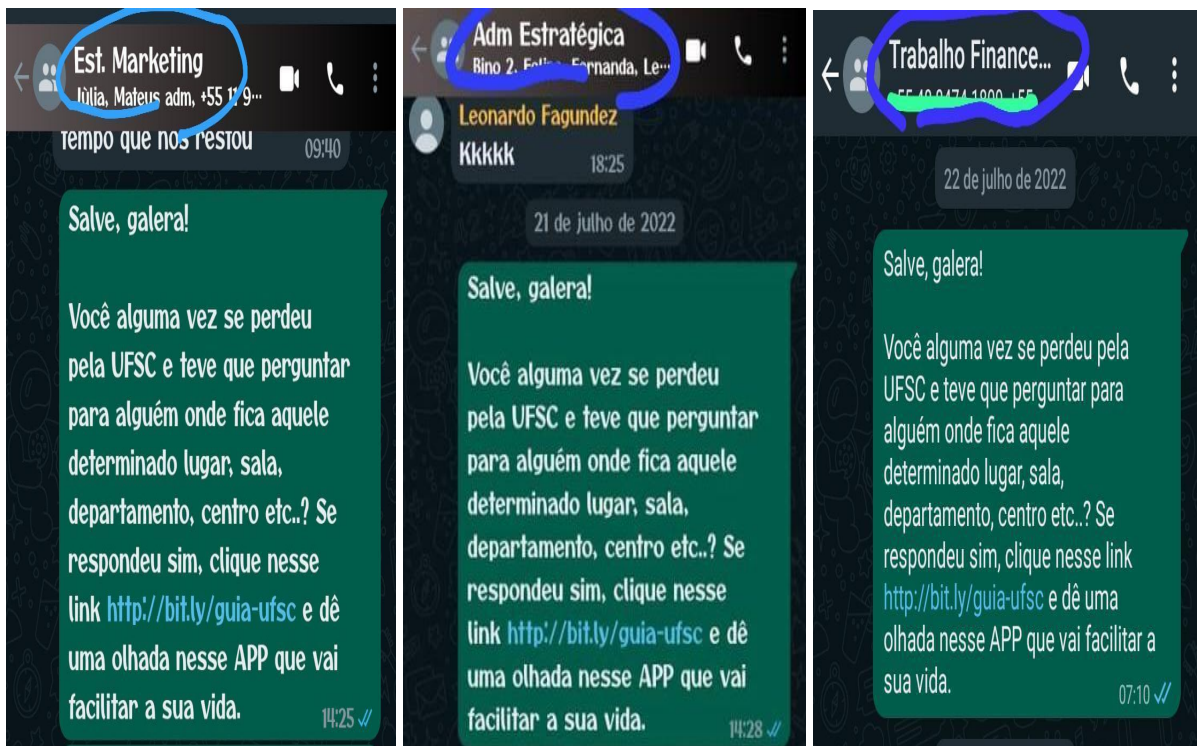 Est. Marketing
Júlia, Mateus adm, +55 11 9...
tempo que nos restou
09:40
Salve, galera!
Você alguma vez se perdeu
pela UFSC e teve que perguntar
para alguém onde fica aquele
determinado lugar, sala,
departamento, centro etc..? Se
respondeu sim, clique nesse
link http://bit.ly/guia-ufsc e dê
uma olhada nesse APP que vai
facilitar a sua vida.
14:25
Adm Estratégica
Bino 2, Felipe, Fernanda, Le...
Leonardo Fagundez
Kkkkk
18:25
21 de julho de 2022
Salve, galera!
Você alguma vez se perdeu
pela UFSC e teve que perguntar
para alguém onde fica aquele
determinado lugar, sala,
departamento, centro etc..? Se
respondeu sim, clique nesse
link http://bit.ly/guia-ufsc e dê
uma olhada nesse APP que vai
facilitar a sua vida.
14:28
Trabalho Finance...
22 de julho de 2022
Salve, galera!
Você alguma vez se perdeu pela
UFSC e teve que perguntar para
alguém onde fica aquele
determinado lugar, sala,
departamento, centro etc..? Se
respondeu sim, clique nesse link
http://bit.ly/guia-ufsc e dê uma
olhada nesse APP que vai facilitar a
sua vida.
07:10